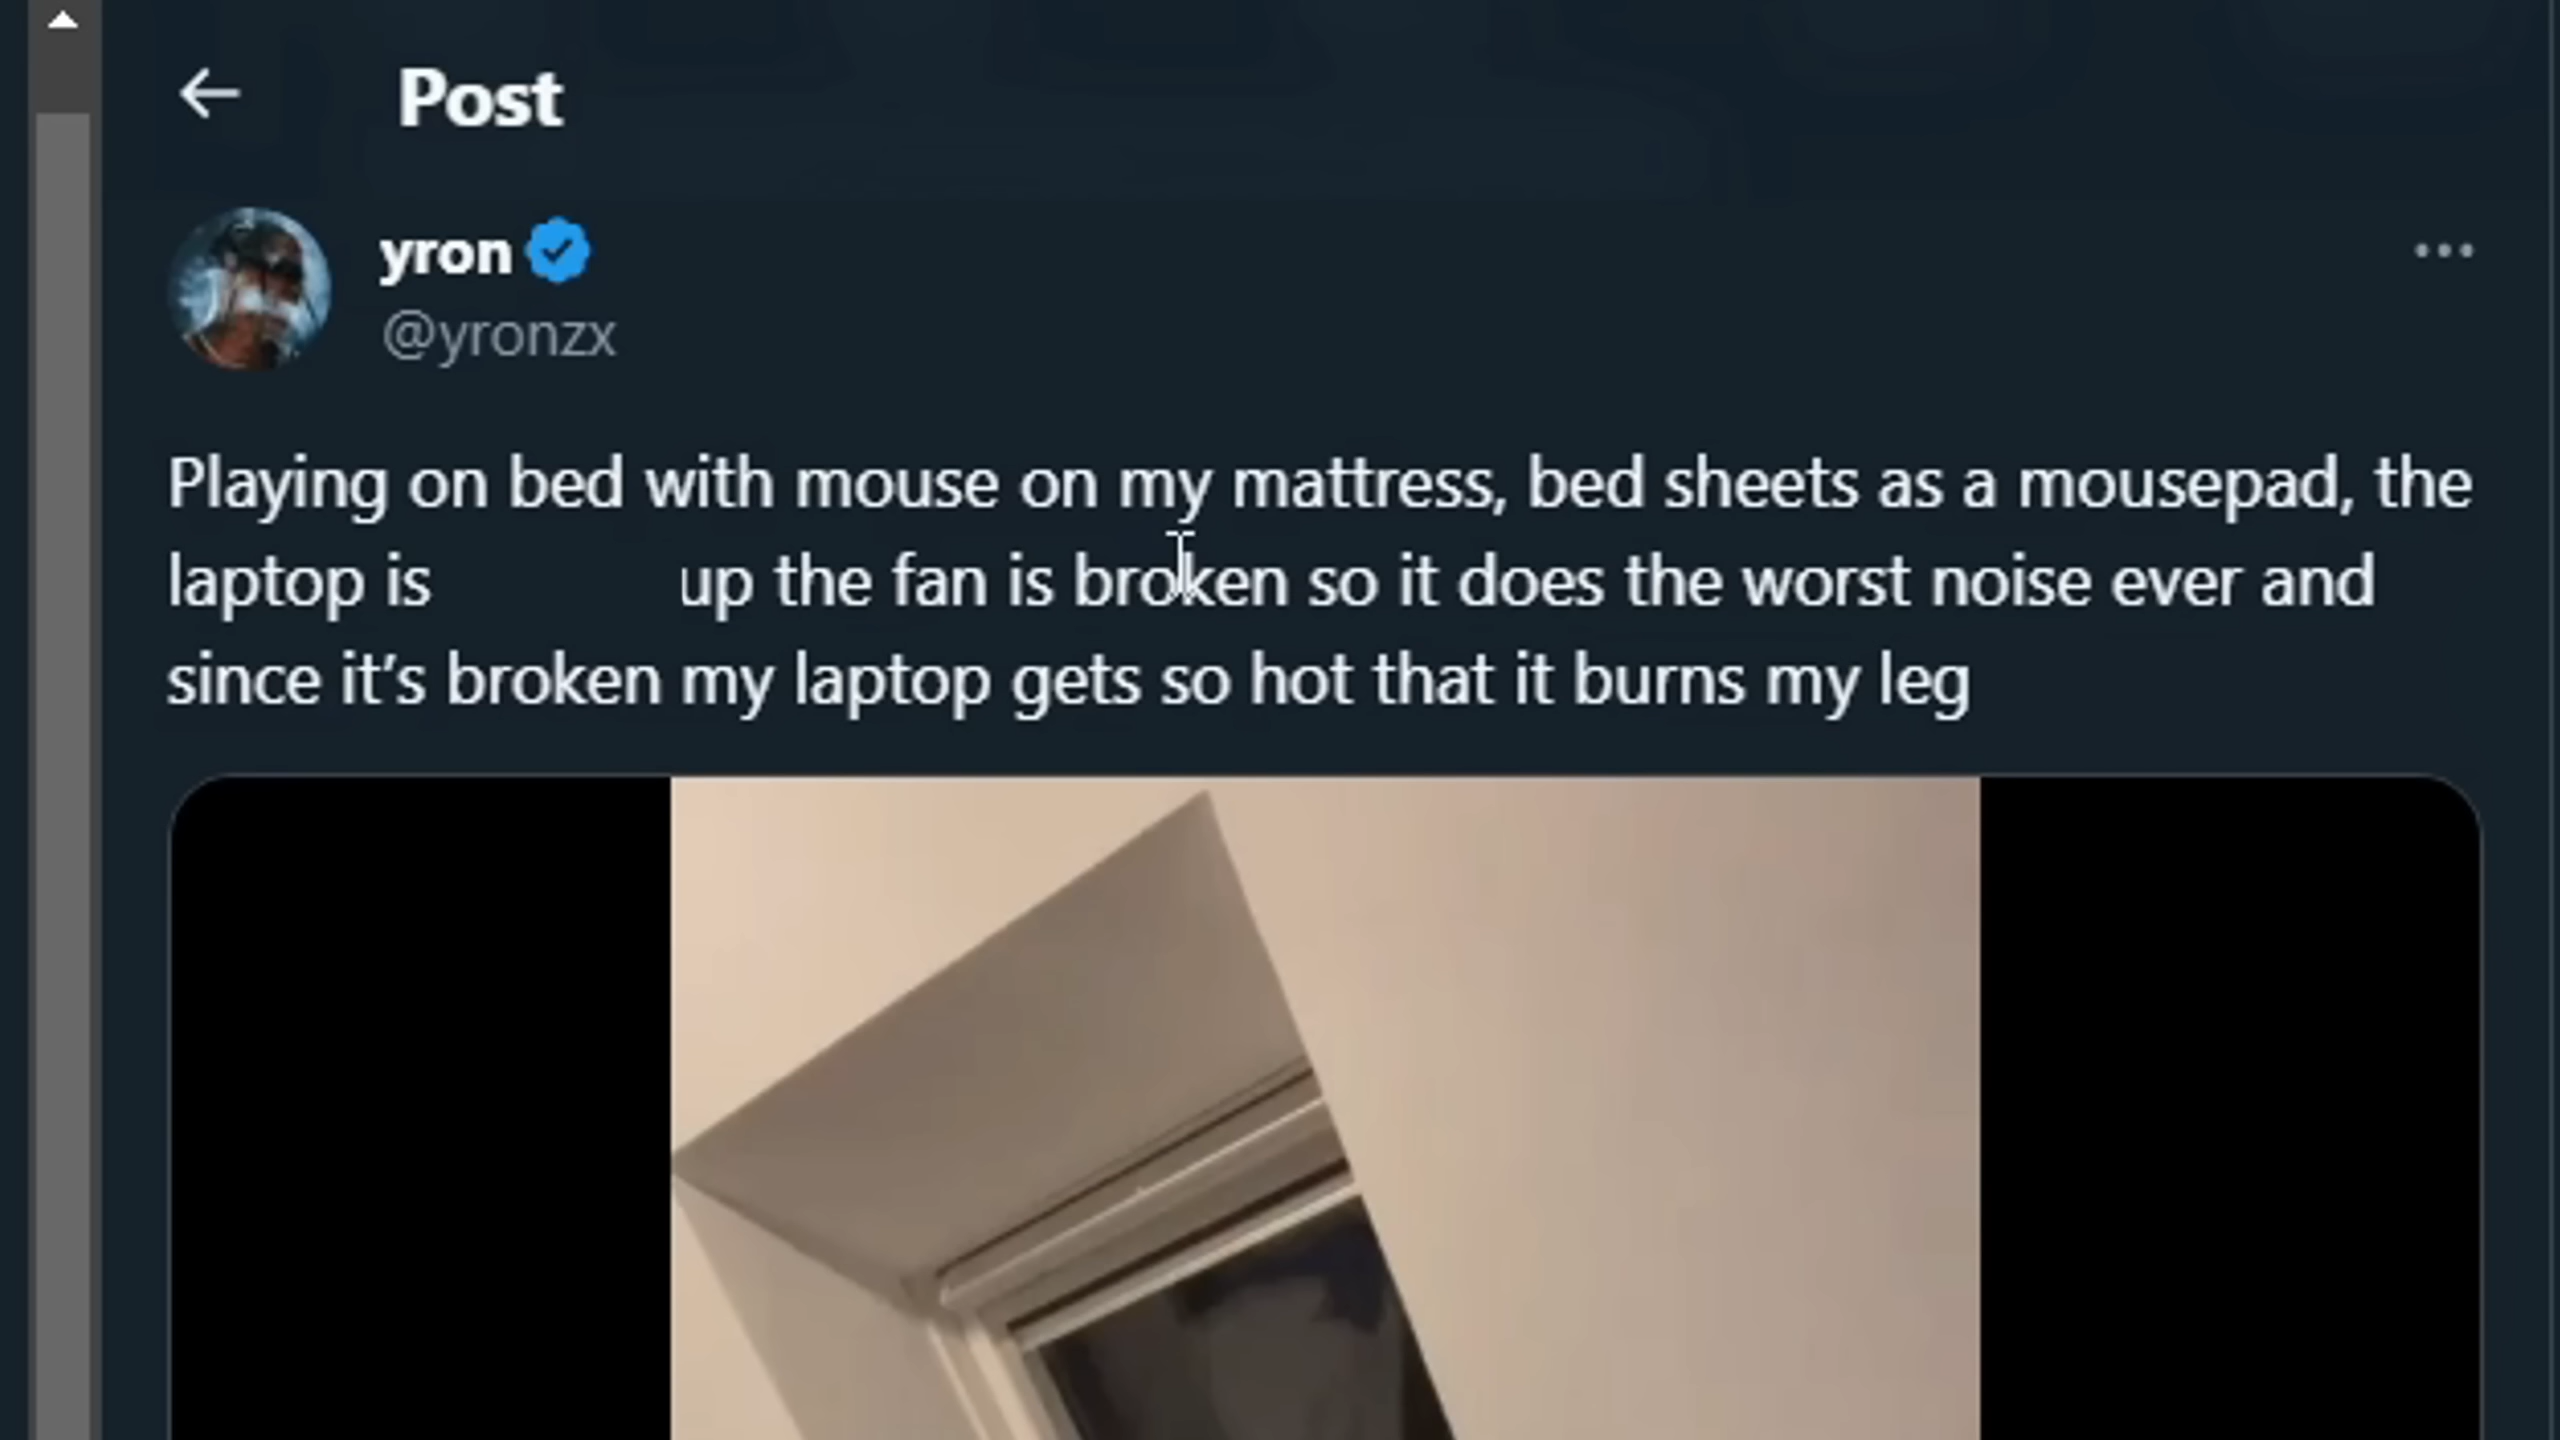 Post
yron
@yronzx
Playing on bed with mouse on my mattress, bed sheets as a mousepad, the
laptop is up the fan is broken so it does the worst noise ever and
since it’s broken my laptop gets so hot that it burns my leg